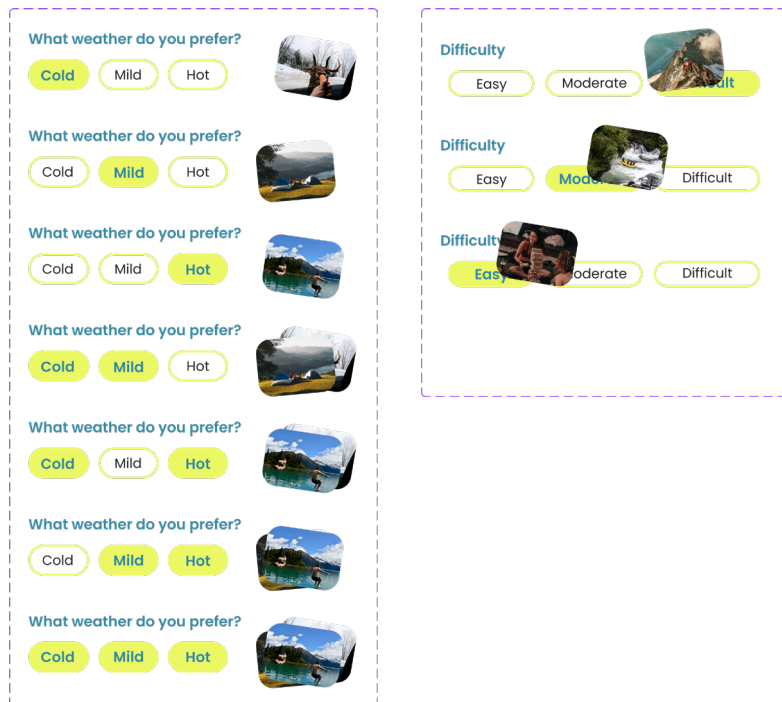 What weather do you prefer?
Cold Mild Hot
What weather do you prefer?
Cold Mild Hot
What weather do you prefer?
Cold Mild Hot
What weather do you prefer?
Cold Mild Hot
What weather do you prefer?
Cold Mild Hot
What weather do you prefer?
Cold Mild Hot
What weather do you prefer?
Cold Mild Hot
Difficulty
Easy Moderate
Difficulty
Easy Difficult
Difficulty
Easy Moderate Difficult